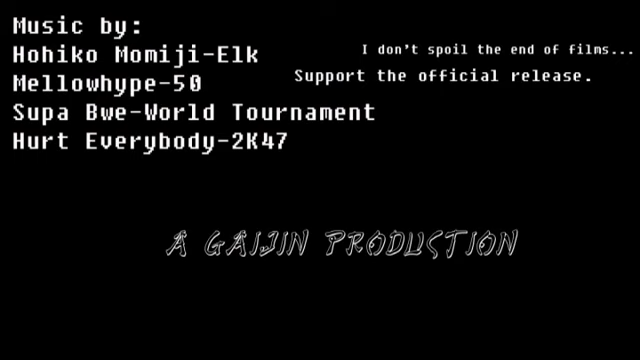 Music by:
Hohiko Momiji-Elk
Mellowhype-50
Supa Bwe-World Tournament
Hurt Everybody-2K47
I don't spoil the end of films...
Support the official release.
A GAIJIN PRODUCTION